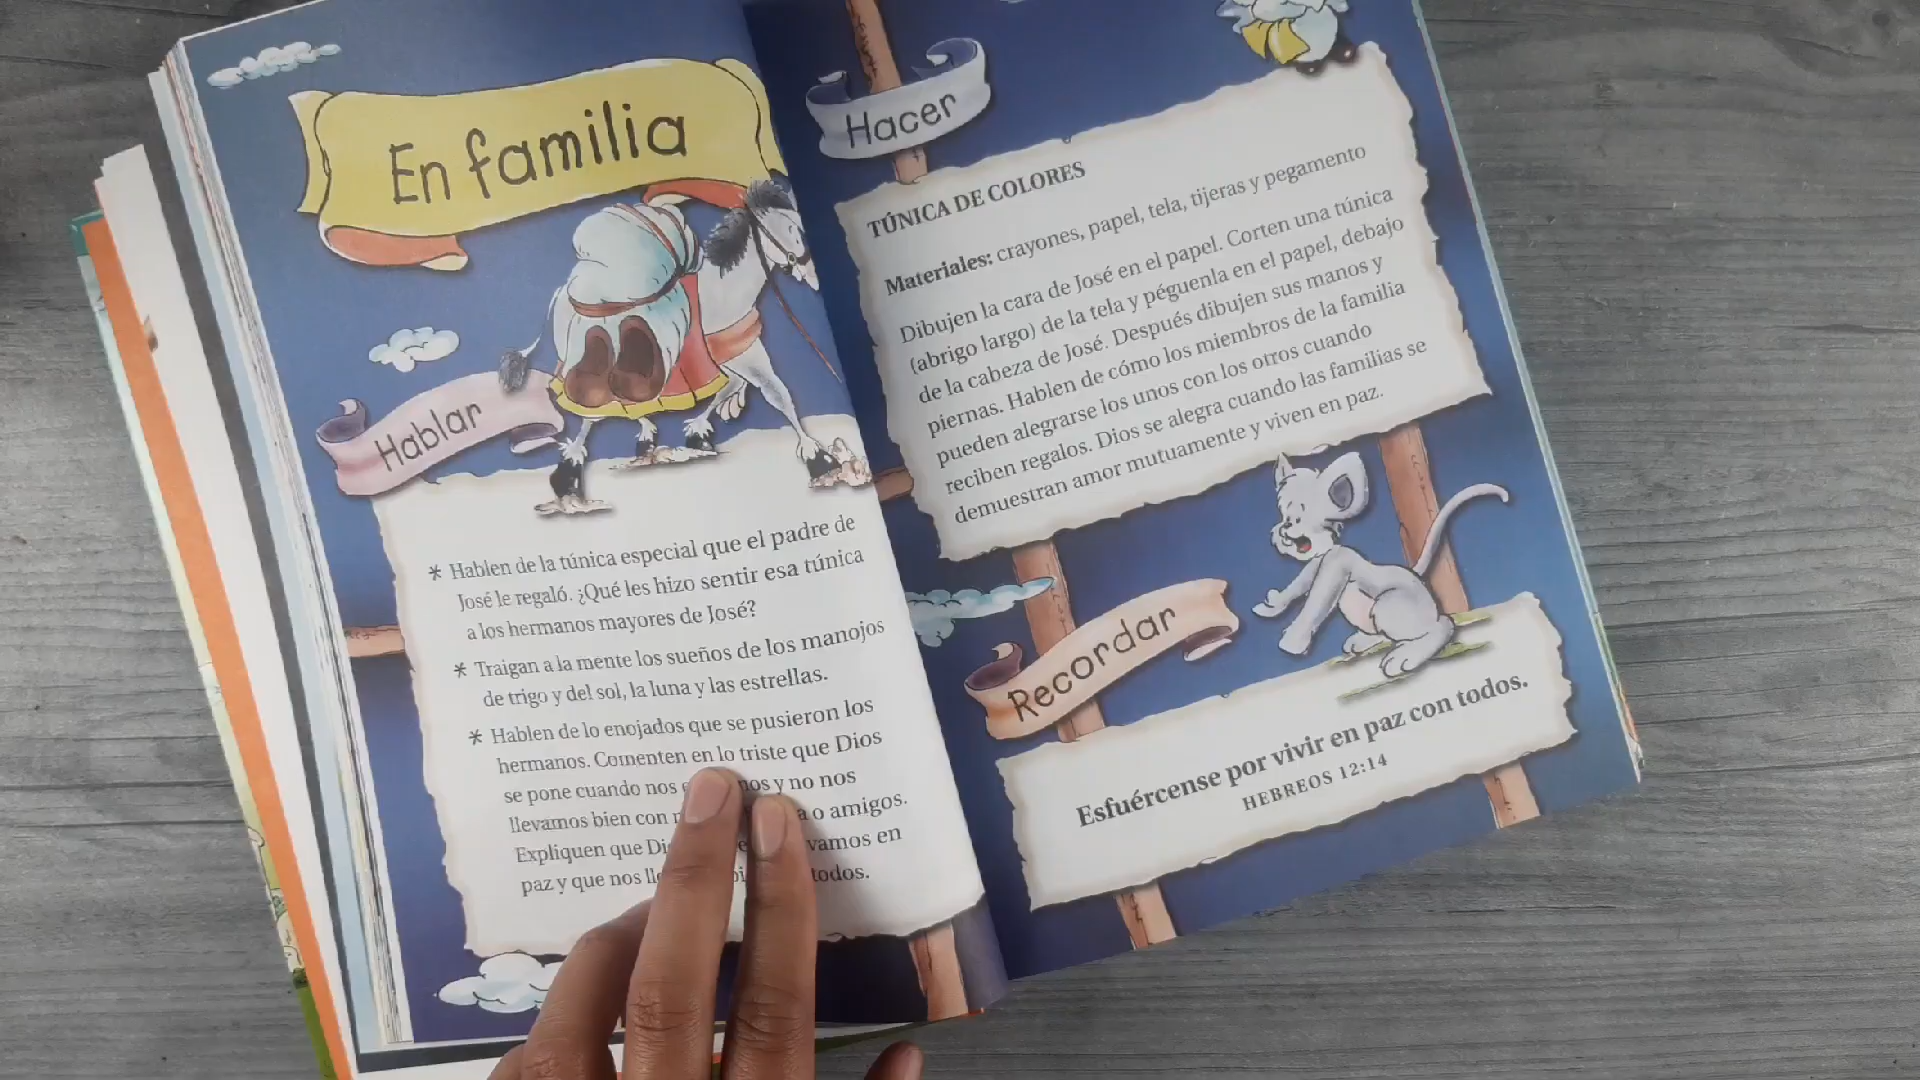 En familia
Hablar
* Hablen de la túnica especial que el padre de
José le regaló. ¿Qué les hizo sentir esa túnica
a los hermanos mayores de José?
* Traigan a la mente los sueños de los manojos
de trigo y del sol, la luna y las estrellas.
* Hablen de lo enojados que se pusieron los
hermanos. Comenten en lo triste que Dios
se pone cuando nos y no nos
llevamos bien con o amigos.
Expliquen que
paz y que nos todos.
Hacer
TÚNICA DE COLORES
Materiales: crayones, papel, tela, tijeras y pegamento
Dibujen la cara de José en el papel. Corten una túnica
(abrigo largo) de la tela y péguenla en el papel, debajo
de la cabeza de José. Después dibujen sus manos y
piernas. Hablen de cómo los miembros de la familia
pueden alegrarse los unos con los otros cuando
reciben regalos. Dios se alegra cuando las familias se
demuestran amor mutuamente y viven en paz.
Recordar
Esfuércense por vivir en paz con todos.
HEBREOS 12:14